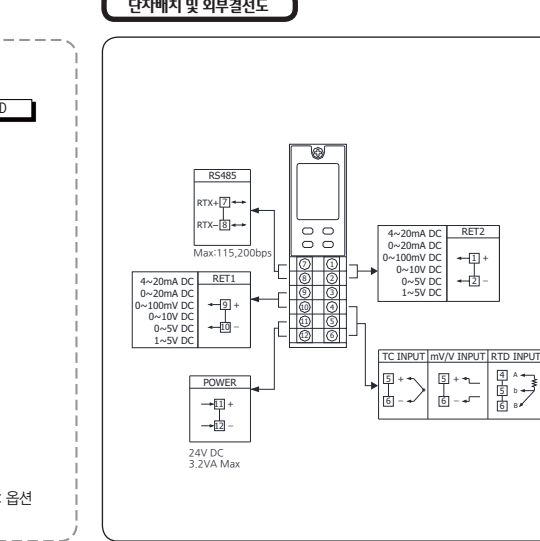 단자배치 및 외부결선도
D
: 옵션
RS485
RTX+ 7
RTX− 8
Max:115,200bps
RET1
4~20mA DC
0~20mA DC
0~100mV DC
0~10V DC
0~5V DC
1~5V DC
9 +
10 −
POWER
11 +
12 −
24V DC
3.2VA Max
7 1
8 2
9 3
10 4
11 5
12 6
RET2
4~20mA DC
0~20mA DC
0~100mV DC
0~10V DC
0~5V DC
1~5V DC
1 +
2 −
TC INPUT mV/V INPUT RTD INPUT
5 +
6 −
5 +
6 −
4 A
5 b
6 B